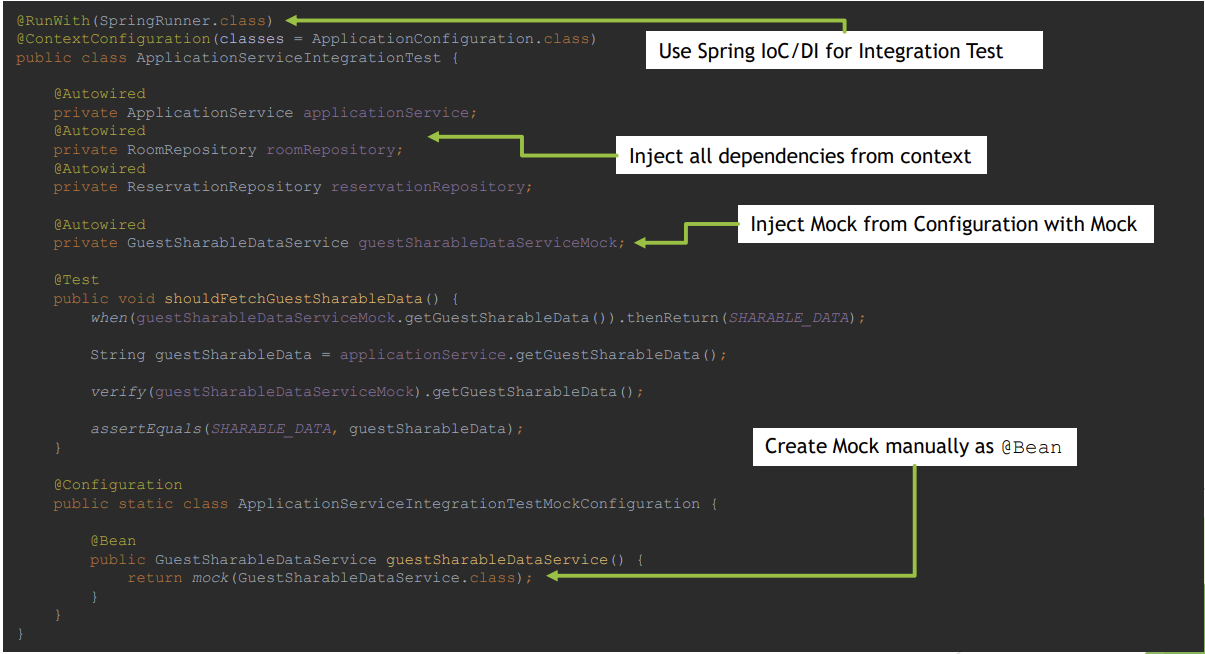 @RunWith(SpringRunner.class)
@ContextConfiguration(classes = ApplicationConfiguration.class)
public class ApplicationServiceIntegrationTest {
Use Spring IoC/DI for Integration Test
@Autowired
private ApplicationService applicationService;
@Autowired
private RoomRepository roomRepository;
@Autowired
private ReservationRepository reservationRepository;
Inject all dependencies from context
@Autowired
private GuestSharableDataService guestSharableDataServiceMock;
Inject Mock from Configuration with Mock
@Test
public void shouldFetchGuestSharableData() {
when(guestSharableDataServiceMock.getGuestSharableData()).thenReturn(SHARABLE_DATA);
String guestSharableData = applicationService.getGuestSharableData();
verify(guestSharableDataServiceMock).getGuestSharableData();
assertEquals(SHARABLE_DATA, guestSharableData);
}
Create Mock manually as @Bean
@Configuration
public static class ApplicationServiceIntegrationTestMockConfiguration {
@Bean
public GuestSharableDataService guestSharableDataService() {
return mock(GuestSharableDataService.class);
}
}
}